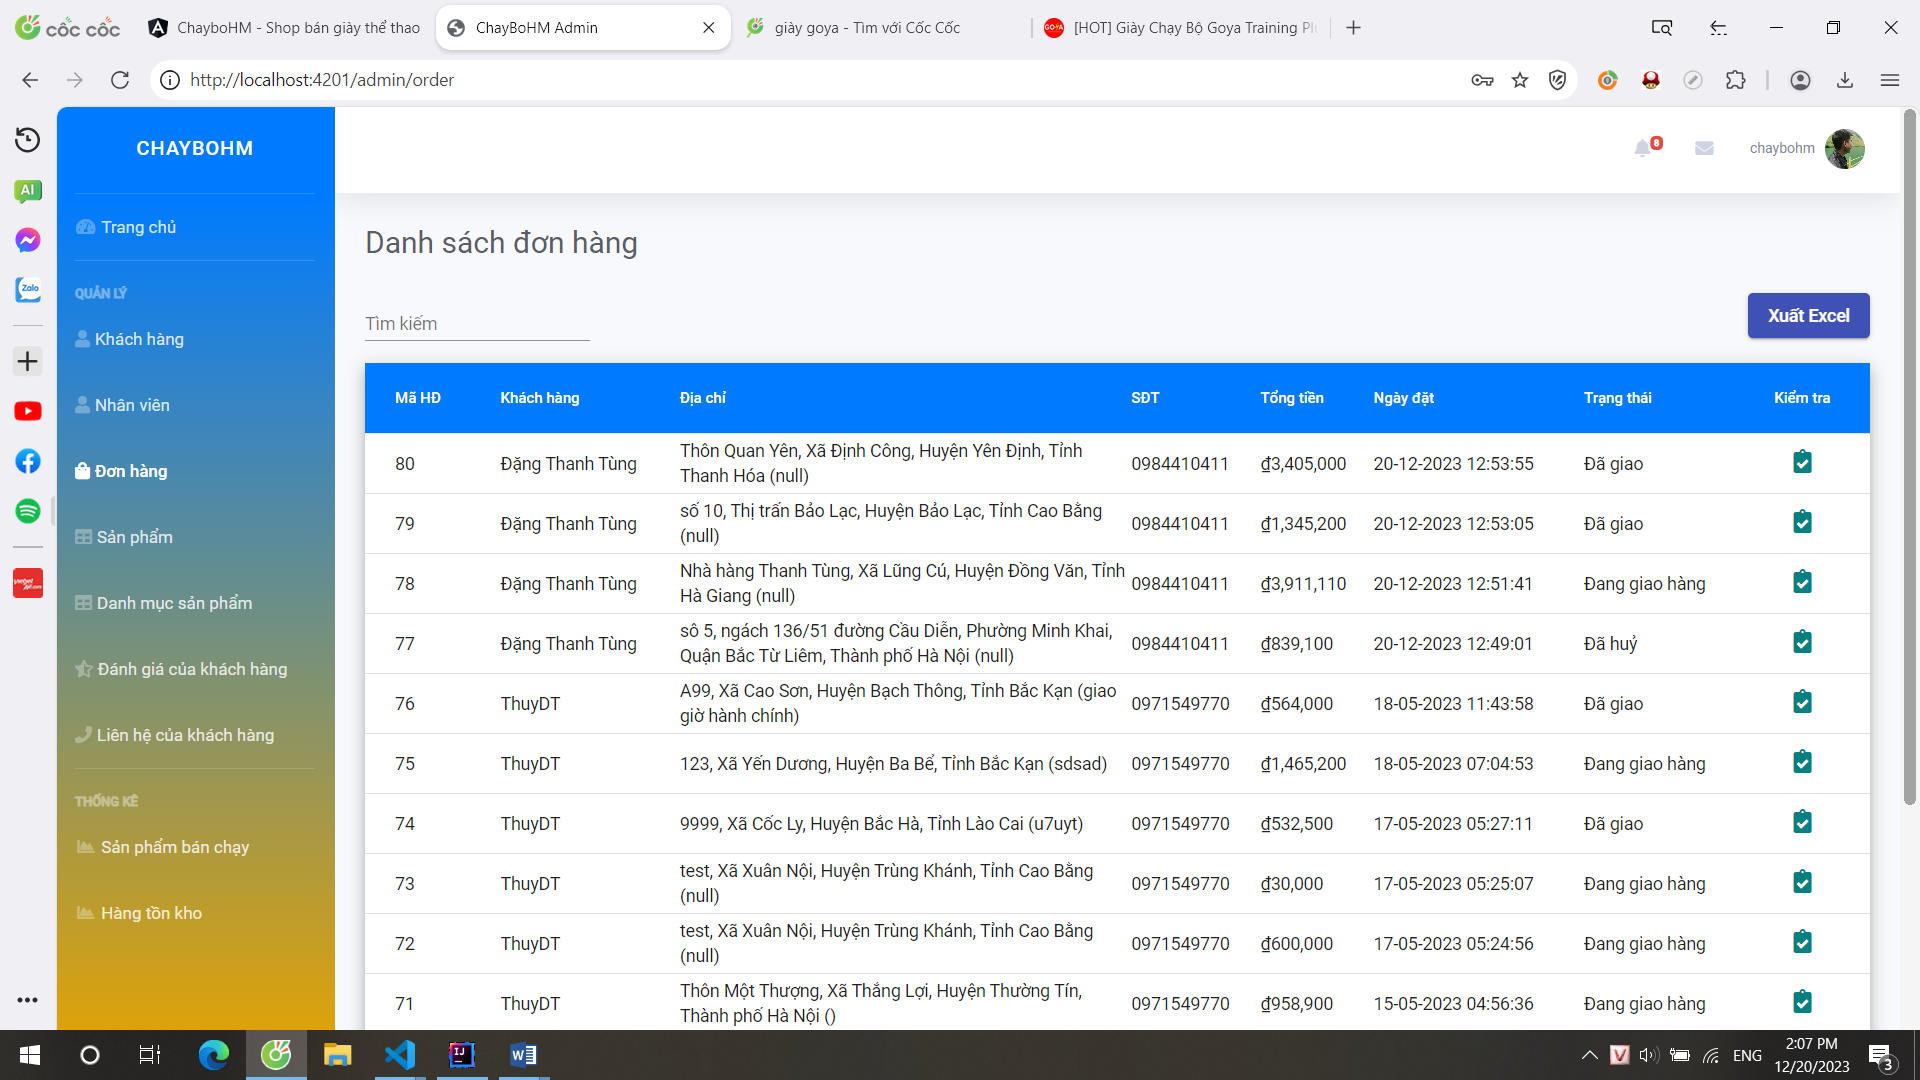 cốc cốc
ChayboHM - Shop bán giày thể thao
ChayBoHM Admin
giày goya - Tìm với Cốc Cốc
[HOT] Giày Chạy Bộ Goya Training Pl
http://localhost:4201/admin/order
CHAYBOHM
8
chaybohm
AI
Zalo
Trang chủ
QUẢN LÝ
Khách hàng
Nhân viên
Đơn hàng
Sản phẩm
Danh mục sản phẩm
Đánh giá của khách hàng
Liên hệ của khách hàng
THỐNG KÊ
Sản phẩm bán chạy
Hàng tồn kho
Danh sách đơn hàng
Tìm kiếm
Xuất Excel
Mã HĐ Khách hàng Địa chỉ SĐT Tổng tiền Ngày đặt Trạng thái Kiểm tra
80 Đặng Thanh Tùng Thôn Quan Yên, Xã Định Công, Huyện Yên Định, Tỉnh Thanh Hóa (null) 0984410411 ₫3,405,000 20-12-2023 12:53:55 Đã giao
79 Đặng Thanh Tùng số 10, Thị trấn Bảo Lạc, Huyện Bảo Lạc, Tỉnh Cao Bằng (null) 0984410411 ₫1,345,200 20-12-2023 12:53:05 Đã giao
78 Đặng Thanh Tùng Nhà hàng Thanh Tùng, Xã Lũng Cú, Huyện Đồng Văn, Tỉnh Hà Giang (null) 0984410411 ₫3,911,110 20-12-2023 12:51:41 Đang giao hàng
77 Đặng Thanh Tùng sô 5, ngách 136/51 đường Cầu Diễn, Phường Minh Khai, Quận Bắc Từ Liêm, Thành phố Hà Nội (null) 0984410411 ₫839,100 20-12-2023 12:49:01 Đã huỷ
76 ThuyDT A99, Xã Cao Sơn, Huyện Bạch Thông, Tỉnh Bắc Kạn (giao giờ hành chính) 0971549770 ₫564,000 18-05-2023 11:43:58 Đã giao
75 ThuyDT 123, Xã Yến Dương, Huyện Ba Bể, Tỉnh Bắc Kạn (sdsad) 0971549770 ₫1,465,200 18-05-2023 07:04:53 Đang giao hàng
74 ThuyDT 9999, Xã Cốc Ly, Huyện Bắc Hà, Tỉnh Lào Cai (u7uyt) 0971549770 ₫532,500 17-05-2023 05:27:11 Đã giao
73 ThuyDT test, Xã Xuân Nội, Huyện Trùng Khánh, Tỉnh Cao Bằng (null) 0971549770 ₫30,000 17-05-2023 05:25:07 Đang giao hàng
72 ThuyDT test, Xã Xuân Nội, Huyện Trùng Khánh, Tỉnh Cao Bằng (null) 0971549770 ₫600,000 17-05-2023 05:24:56 Đang giao hàng
71 ThuyDT Thôn Một Thượng, Xã Thắng Lợi, Huyện Thường Tín, Thành phố Hà Nội () 0971549770 ₫958,900 15-05-2023 04:56:36 Đang giao hàng
ENG
2:07 PM
12/20/2023
3